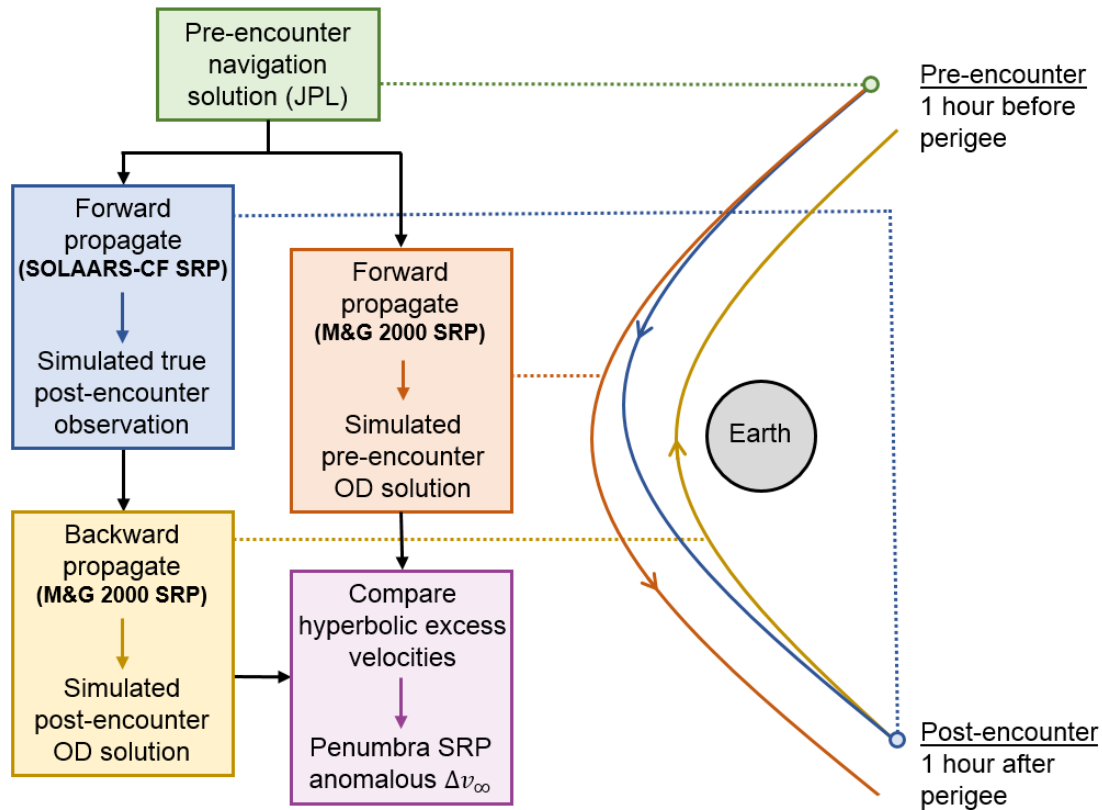 Pre-encounter
navigation
solution (JPL)
Forward
propagate
(SOLAARS-CF SRP)
Simulated true
post-encounter
observation
Forward
propagate
(M&G 2000 SRP)
Simulated
pre-encounter
OD solution
Backward
propagate
(M&G 2000 SRP)
Simulated
post-encounter
OD solution
Compare
hyperbolic excess
velocities
Penumbra SRP
anomalous Δv∞
Pre-encounter
1 hour before
perigee
Earth
Post-encounter
1 hour after
perigee